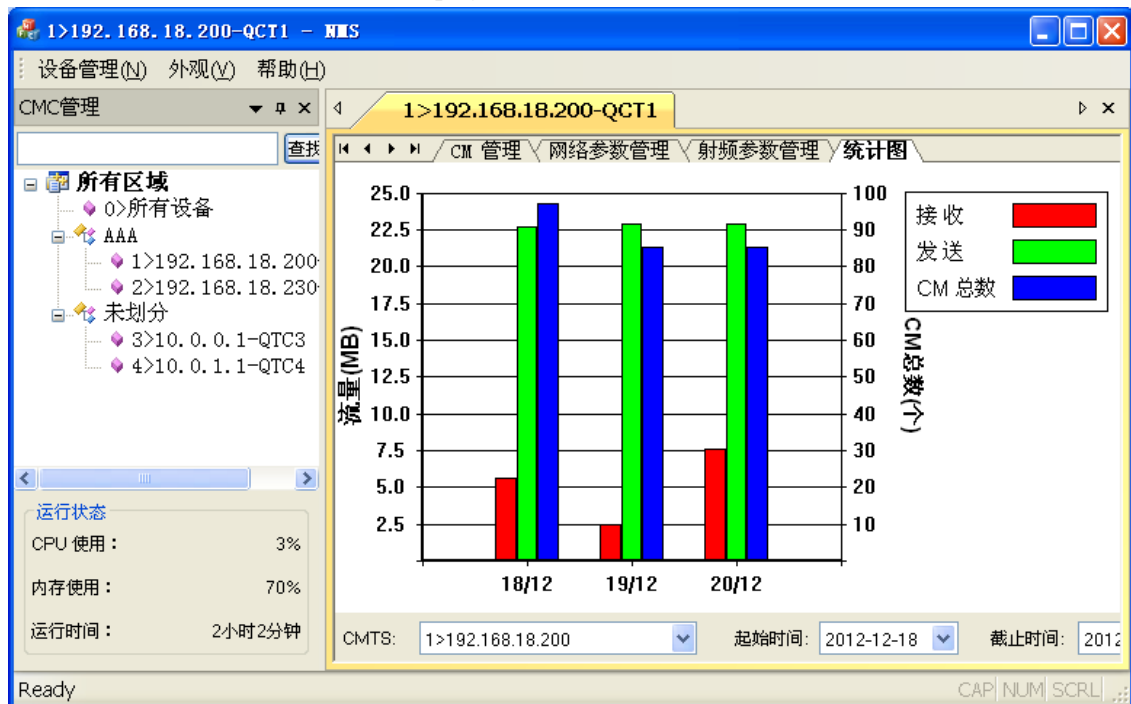 1>192.168.18.200-QCT1 - NMS
设备管理(N) 外观(V) 帮助(H)
CMC管理
查找
所有区域
0>所有设备
AAA
1>192.168.18.200-
2>192.168.18.230-
未划分
3>10.0.0.1-QTC3
4>10.0.1.1-QTC4
运行状态
CPU 使用： 3%
内存使用： 70%
运行时间： 2小时2分钟
1>192.168.18.200-QCT1
CM 管理 网络参数管理 射频参数管理 统计图
流量(MB)
25.0
22.5
20.0
17.5
15.0
12.5
10.0
7.5
5.0
2.5
18/12 19/12 20/12
100
90
80
70
60
50
40
30
20
10
CM总数(个)
接收
发送
CM 总数
CMTS: 1>192.168.18.200 起始时间: 2012-12-18 截止时间: 2012
Ready
CAP NUM SCRL